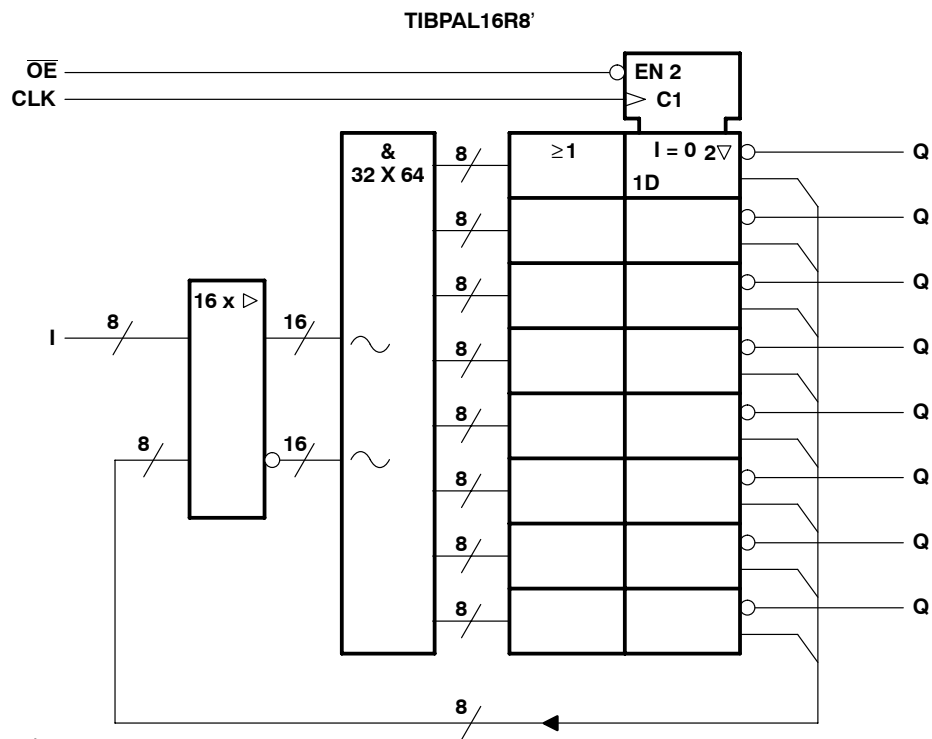 TIBPAL16R8'
OE
EN 2
CLK
C1
&
32 X 64
8
≥1
I = 0 2▽
Q
1D
8
Q
16 x ▷
8
Q
I
8
16
8
Q
8
Q
8
16
8
Q
8
Q
8
Q
8